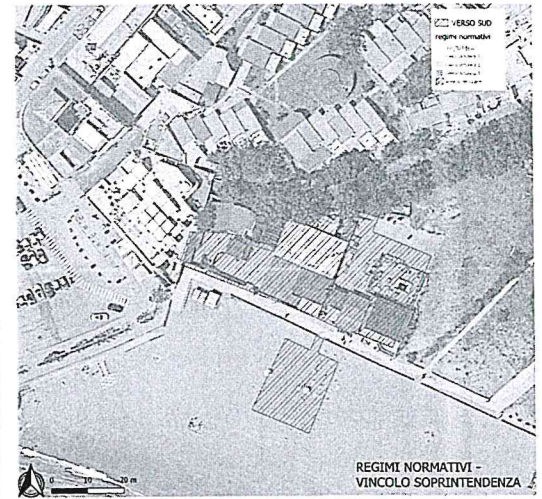 VERSO SUD
regimi normativi
REGIMI NORMATIVI -
VINCOLO SOPRINTENDENZA
0 10 20 m